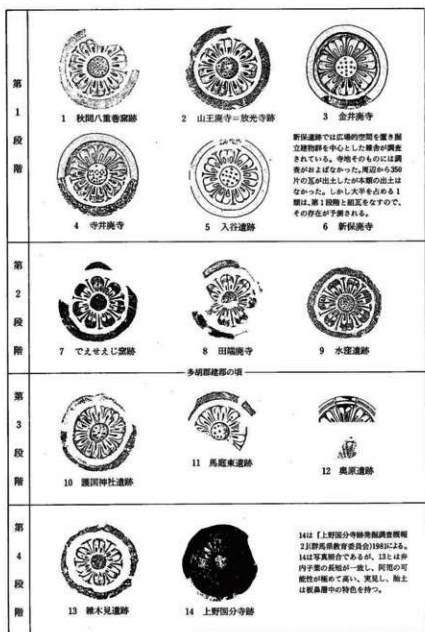 第1段階
1 秋間八重巻窯跡
2 山王廃寺=放光寺跡
3 金井廃寺
4 寺井廃寺
5 入谷遺跡
新保遺跡では広場的空間を置き掘
立建物群を中心とした雑舎が調査
されている。寺地そのものには調
査がおよばなかった。周辺から350
片の瓦が出土したが本類の出土は
なかった。しかし大半を占める1
類は、第1段階と組瓦をなすので、
その存在が予測される。
6 新保廃寺
第2段階
7 でえせえじ窯跡
8 田端廃寺
9 水窪遺跡
多胡郡建郡の頃
第3段階
10 護国神社遺跡
11 馬庭東遺跡
12 奥原遺跡
第4段階
13 雑木見遺跡
14 上野国分寺跡
14は『上野国分寺跡発掘調査概報
2』(群馬県教育委員会)1981による。
14は写真照合であるが、13とは弁
内子葉の長短が一致し、同笵の可
能性が極めて高い、実見し、胎土
は板鼻層中の特色を持つ。